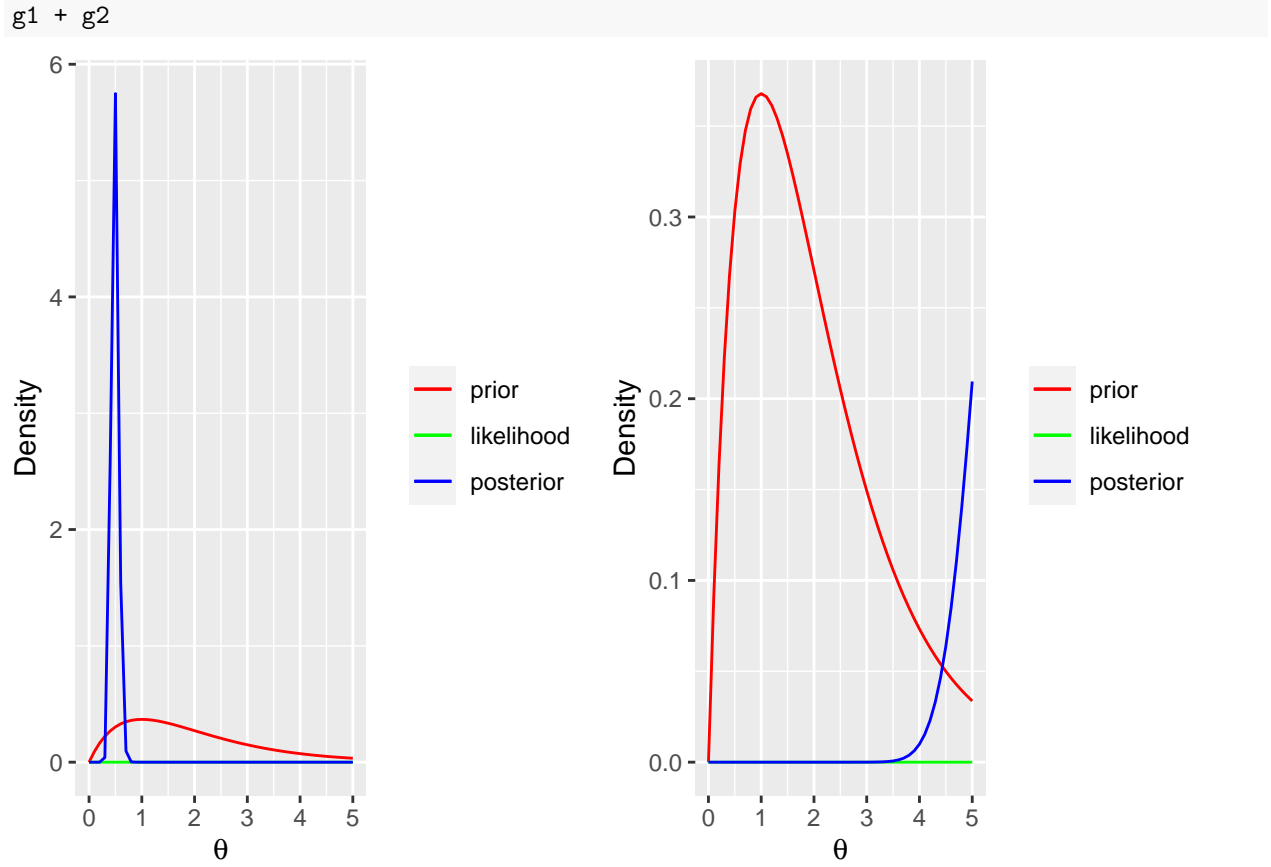 g1 + g2
6
4
2
0
Density
0 1 2 3 4 5
θ
prior
likelihood
posterior
0.3
0.2
0.1
0.0
Density
0 1 2 3 4 5
θ
prior
likelihood
posterior